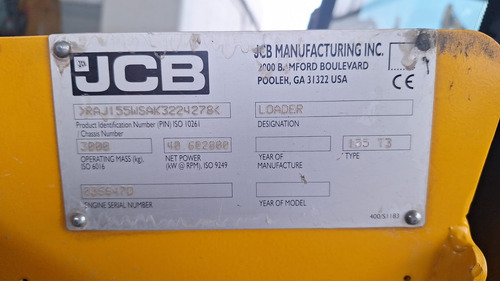 JCB
JCB MANUFACTURING INC.
2000 BAMFORD BOULEVARD
POOLER, GA 31322 USA
CE
>RAJ155WSAK3224278<
Product Identification Number (PIN) ISO 10261
Chassis Number
LOADER
DESIGNATION
3000
OPERATING MASS (kg),
ISO 6016
40.602800
NET POWER
(kW @ RPM). ISO 9249
YEAR OF
MANUFACTURE
155 T3
TYPE
ENGINE SERIAL NUMBER
YEAR OF MODEL
400/S1183